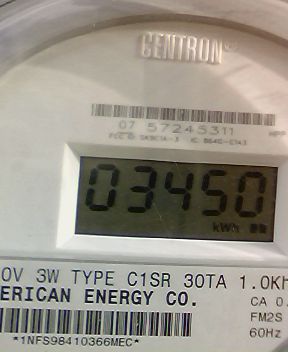 CENTRON®
07 57245311
03450
kWh
0V 3W TYPE C1SR 30TA 1.0Kh
ERICAN ENERGY CO.
CA 0.
FM2S
60Hz
*1NFS98410366MEC*